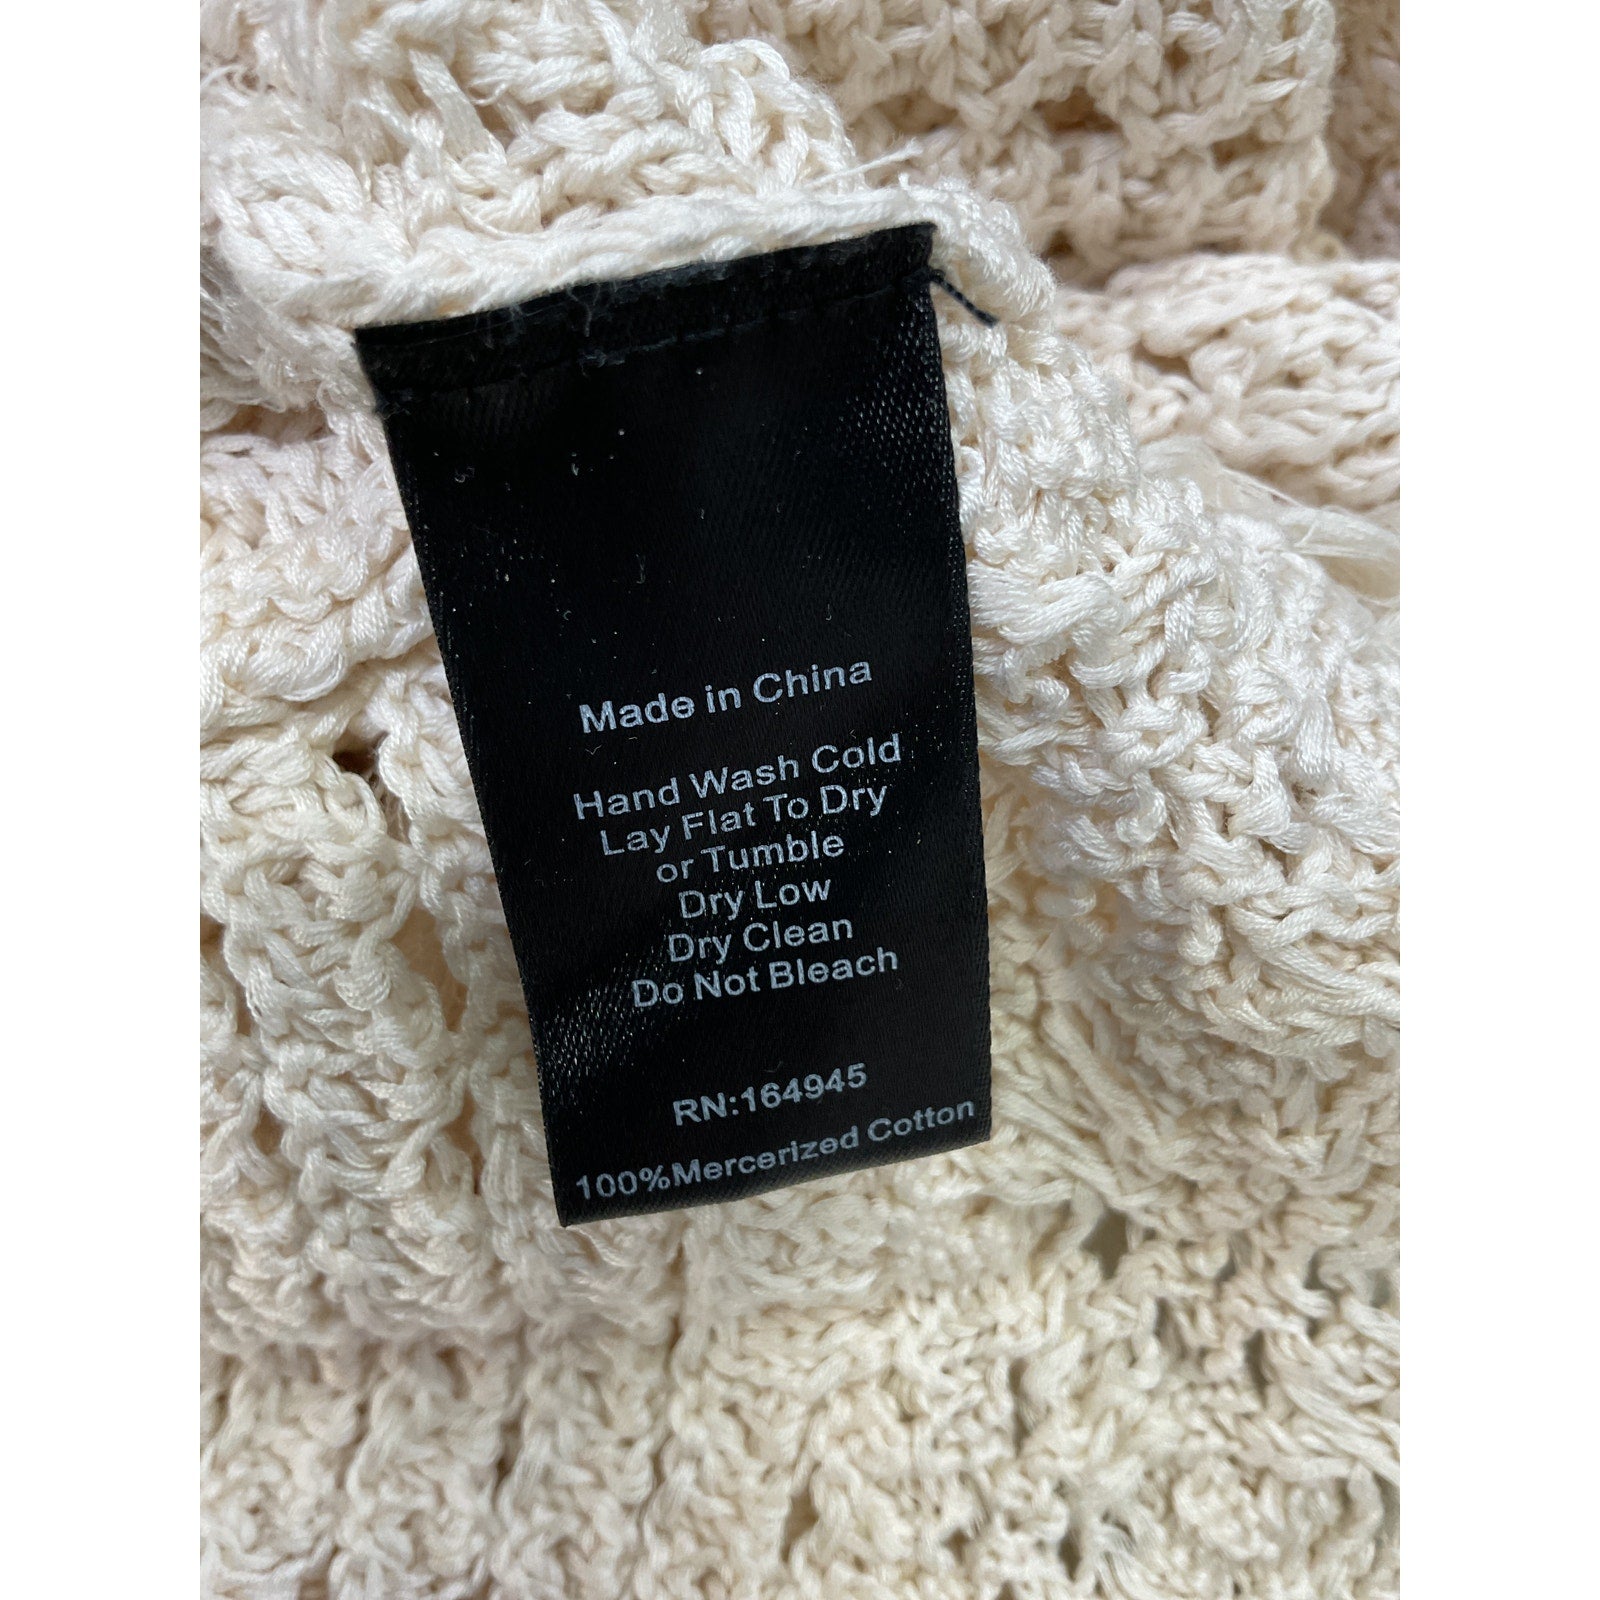 Made in China
Hand Wash Cold
Lay Flat To Dry
or Tumble
Dry Low
Dry Clean
Do Not Bleach
RN:164945
100%Mercerized Cotton